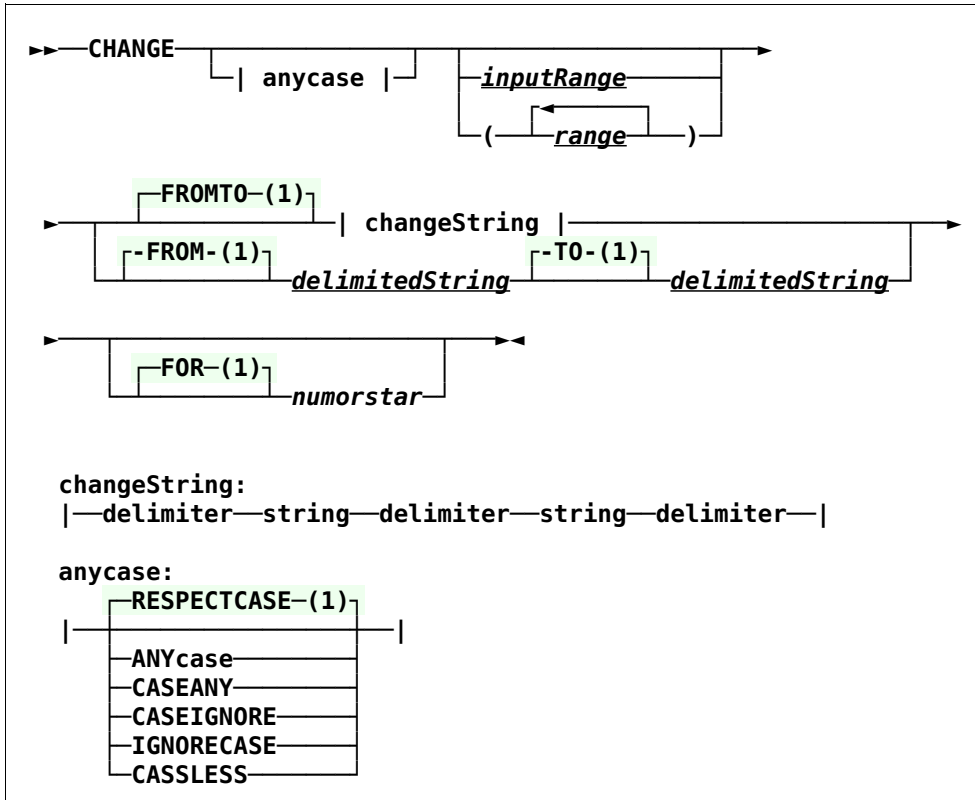 ►►──CHANGE──┬─────────────┬──┬────────────────┬──►
└─┤ anycase ├─┘ ├─inputRange─────┤
│ ┌◄──────┐ │
└─(──┴─range─┴──)┘
┌─FROMTO─(1)┐
►──┬──┴───────────┴─┤ changeString ├──────────────────────────┬──►
│ ┌-FROM-(1)┐ ┌-TO-(1)┐ │
└─┴─────────┴─delimitedString─┴───────┴─delimitedString─┘
►──┬──────────────────────┬──►◄
│ ┌─FOR─(1)┐ │
└─┴────────┴─numorstar─┘
changeString:
|──delimiter──string──delimiter──string──delimiter──|
anycase:
┌─RESPECTCASE─(1)┐
|──┼────────────────┼──|
├─ANYcase────────┤
├─CASEANY────────┤
├─CASEIGNORE─────┤
├─IGNORECASE─────┤
└─CASSLESS───────┘